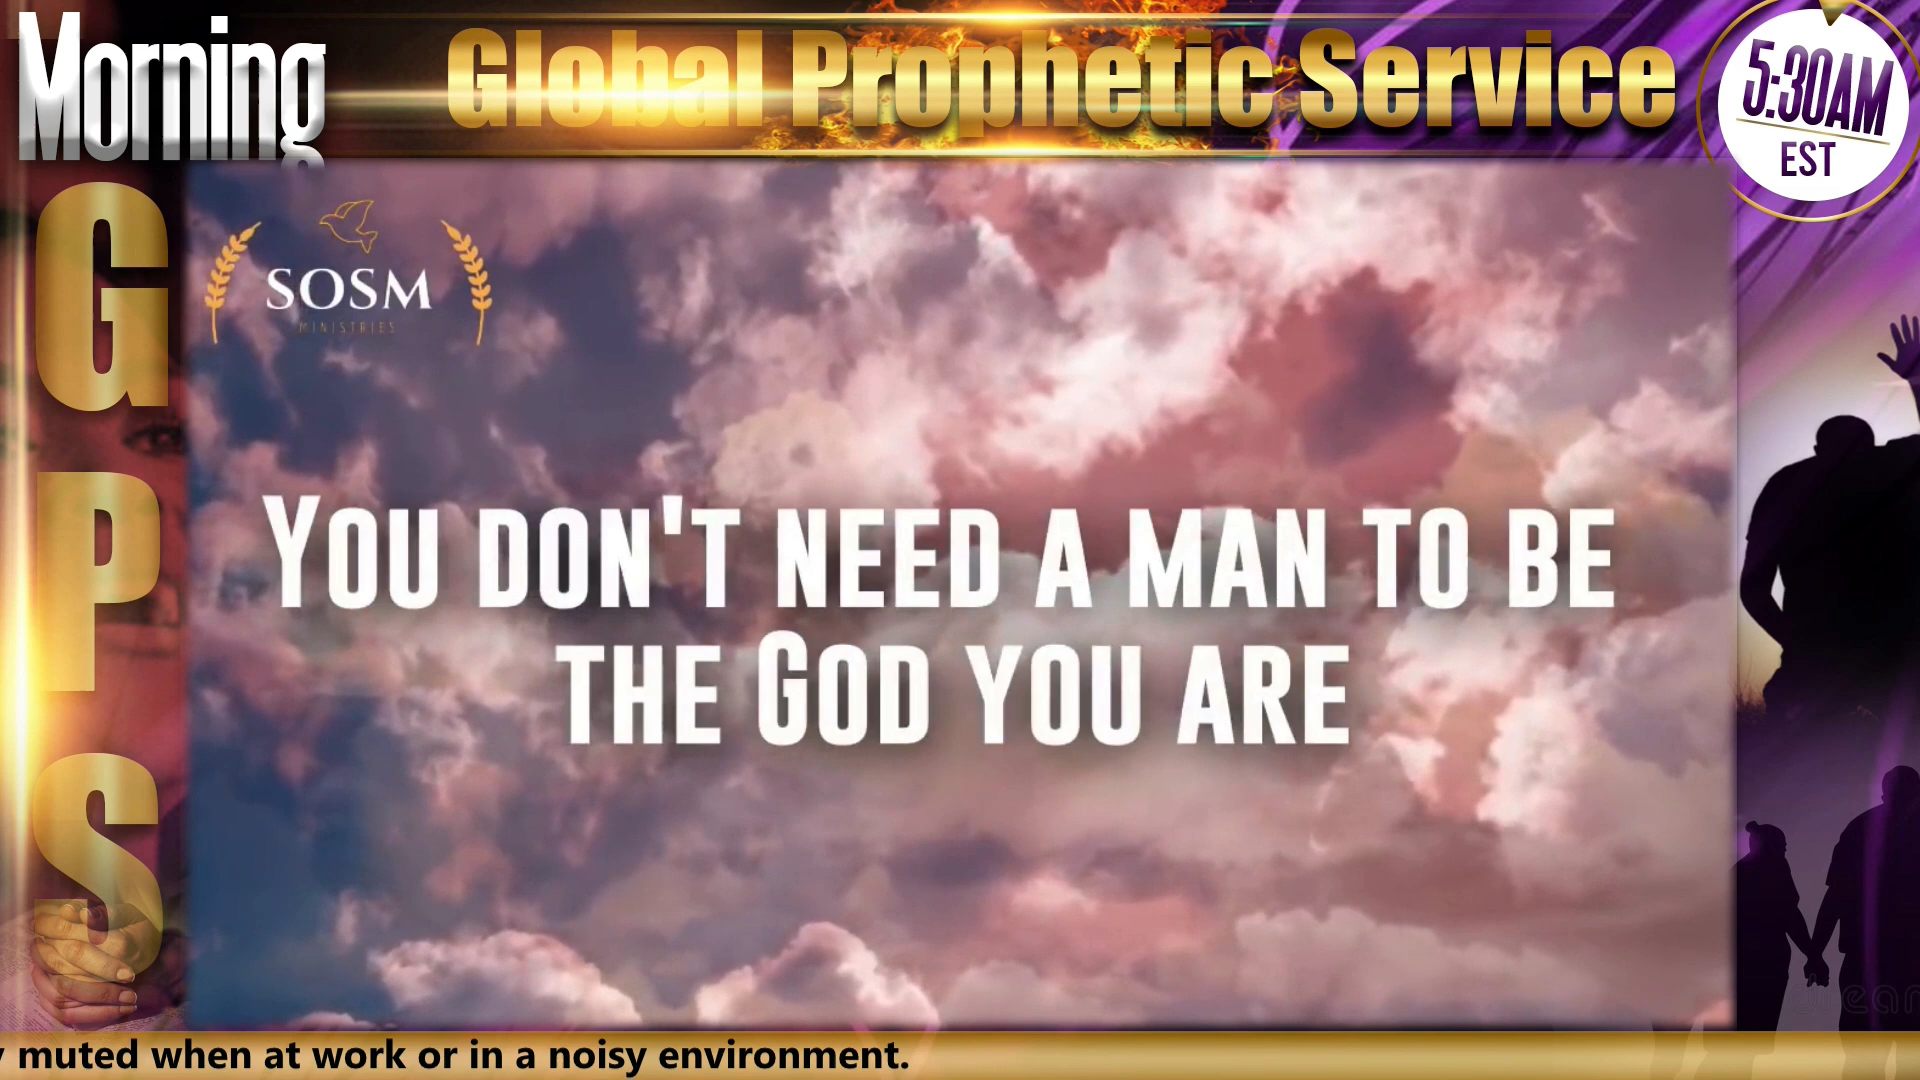 Morning
Global Prophetic Service
5:30AM
EST
G
P
S
SOSM
MINISTRIES
You don't need a man to be
the God you are
muted when at work or in a noisy environment.